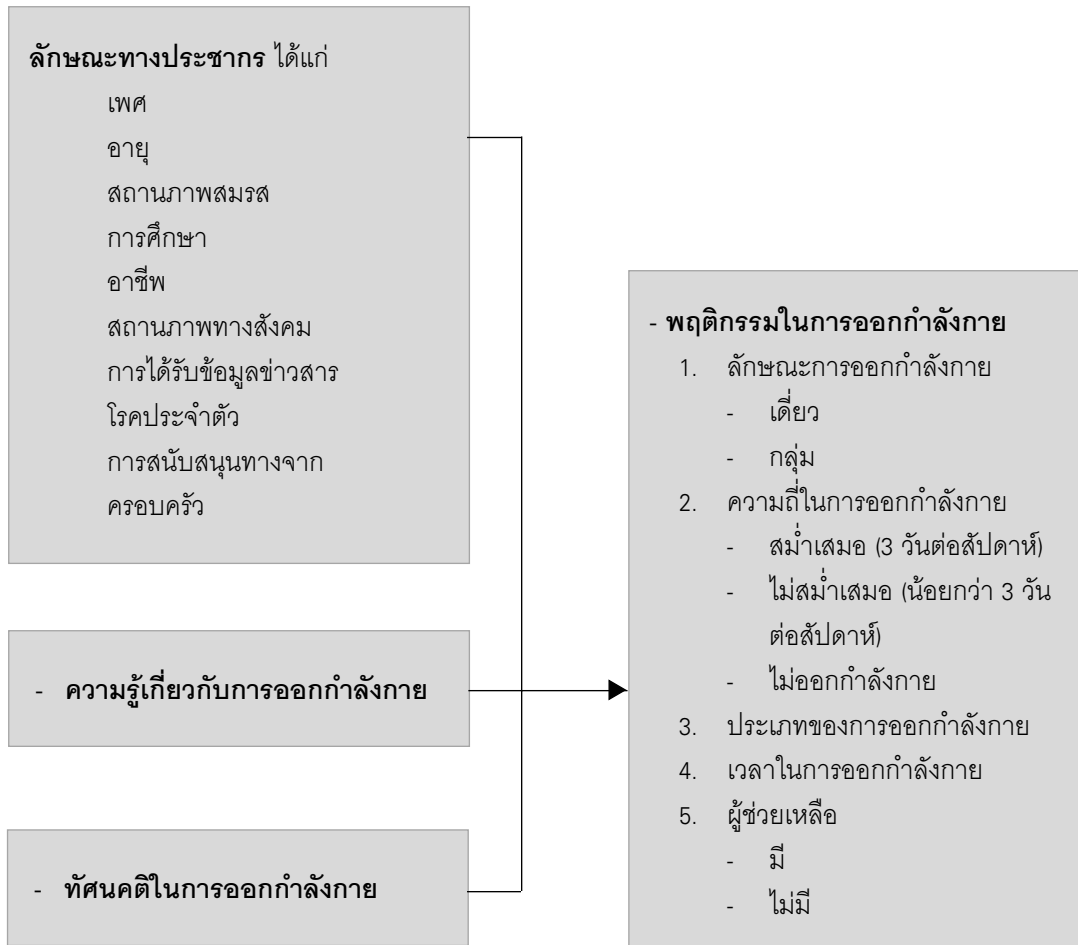 ลักษณะทางประชากร ได้แก่
เพศ
อายุ
สถานภาพสมรส
การศึกษา
อาชีพ
สถานภาพทางสังคม
การได้รับข้อมูลข่าวสาร
โรคประจำตัว
การสนับสนุนทางจาก
ครอบครัว
- ความรู้เกี่ยวกับการออกกำลังกาย
- ทัศนคติในการออกกำลังกาย
- พฤติกรรมในการออกกำลังกาย
1. ลักษณะการออกกำลังกาย
- เดี่ยว
- กลุ่ม
2. ความถี่ในการออกกำลังกาย
- สม่ำเสมอ (3 วันต่อสัปดาห์)
- ไม่สม่ำเสมอ (น้อยกว่า 3 วัน
ต่อสัปดาห์)
- ไม่ออกกำลังกาย
3. ประเภทของการออกกำลังกาย
4. เวลาในการออกกำลังกาย
5. ผู้ช่วยเหลือ
- มี
- ไม่มี